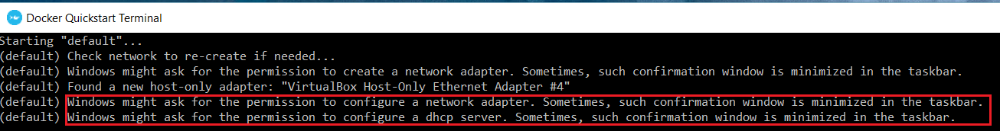 Docker Quickstart Terminal
Starting "default"...
(default) Check network to re-create if needed...
(default) Windows might ask for the permission to create a network adapter. Sometimes, such confirmation window is minimized in the taskbar.
(default) Found a new host-only adapter: "VirtualBox Host-Only Ethernet Adapter #4"
(default) Windows might ask for the permission to configure a network adapter. Sometimes, such confirmation window is minimized in the taskbar.
(default) Windows might ask for the permission to configure a dhcp server. Sometimes, such confirmation window is minimized in the taskbar.